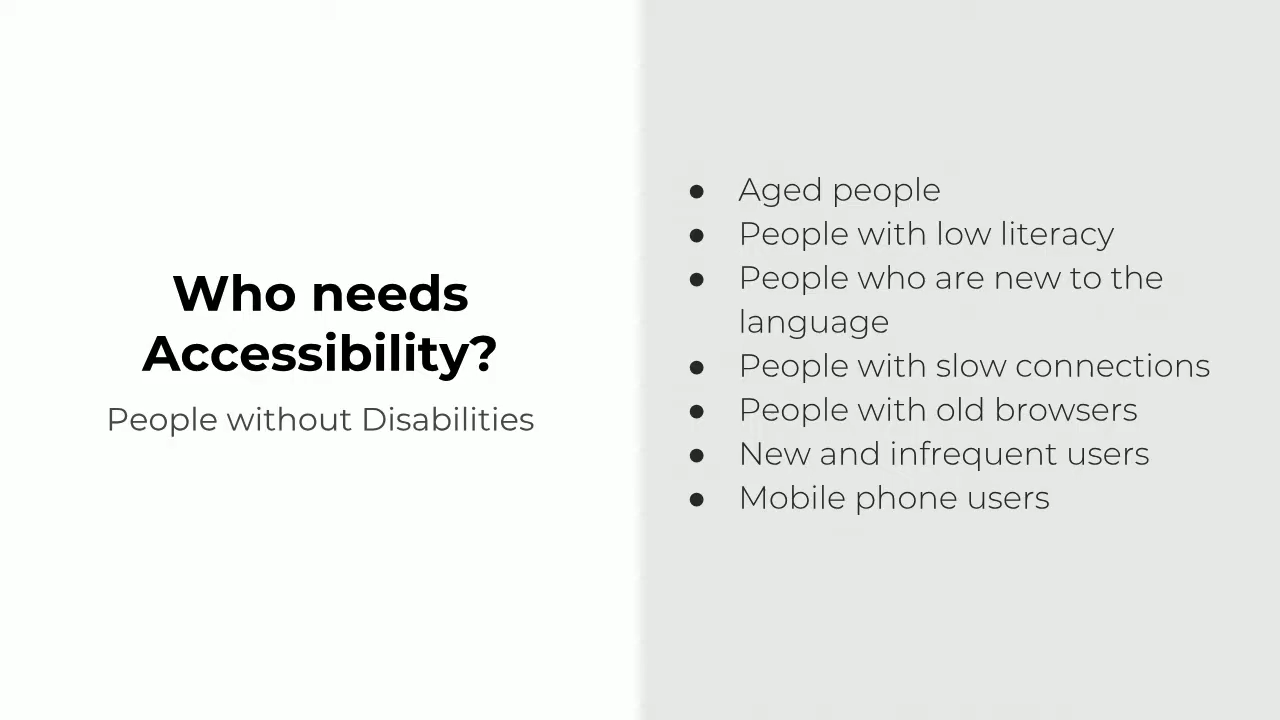 Who needs
Accessibility?
People without Disabilities
● Aged people
● People with low literacy
● People who are new to the
language
● People with slow connections
● People with old browsers
● New and infrequent users
● Mobile phone users